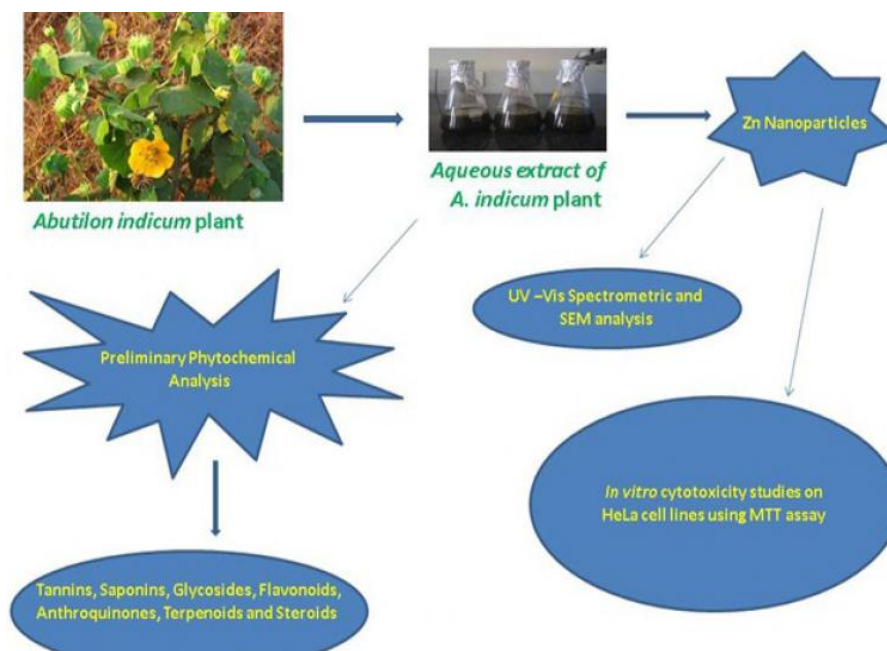 Abutilon indicum plant
Aqueous extract of
A. indicum plant
Zn Nanoparticles
UV –Vis Spectrometric and
SEM analysis
Preliminary Phytochemical
Analysis
In vitro cytotoxicity studies on
HeLa cell lines using MTT assay
Tannins, Saponins, Glycosides, Flavonoids,
Anthroquinones, Terpenoids and Steroids